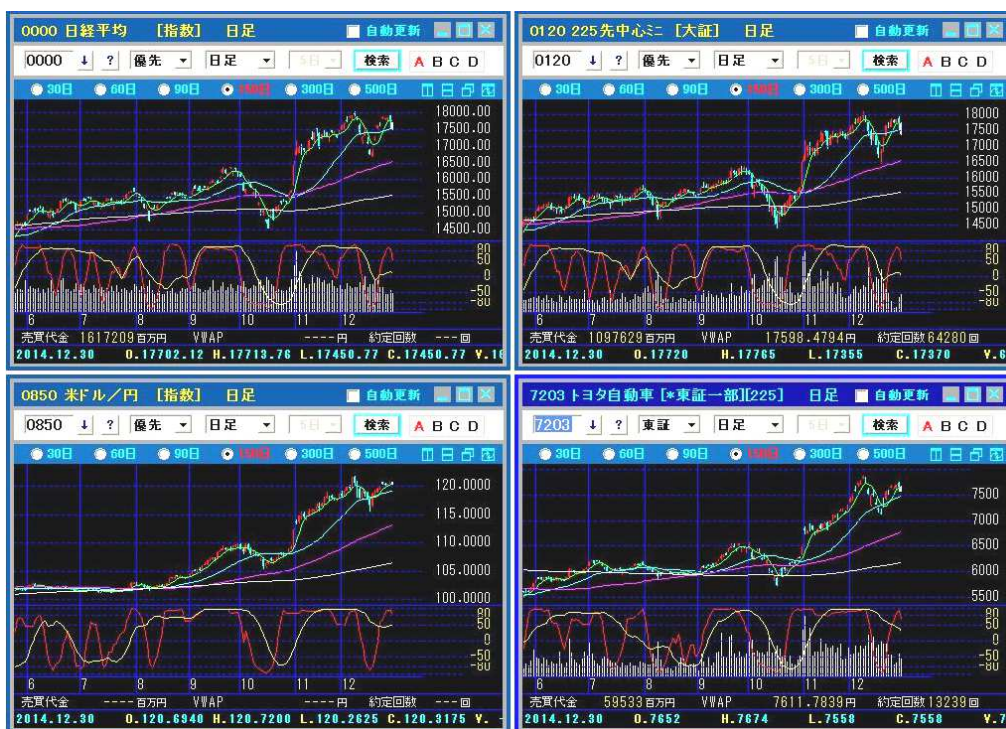 0000 日経平均 [指数] 日足 自動更新
0000 ↓ ? 優先 日足 5日 検索 A B C D
30日 60日 90日 150日 300日 500日
18000.00
17500.00
17000.00
16500.00
16000.00
15500.00
15000.00
14500.00
80
50
0
-50
-80
6 7 8 9 10 11 12
売買代金 1617209百万円 VWAP ----円 約定回数 ---回
2014.12.30 O.17702.12 H.17713.76 L.17450.77 C.17450.77 V.16
0120 225先中心ミニ [大証] 日足 自動更新
0120 ↓ ? 優先 日足 5日 検索 A B C D
30日 60日 90日 150日 300日 500日
18000
17500
17000
16500
16000
15500
15000
14500
80
50
0
-50
-80
6 7 8 9 10 11 12
売買代金 1097629百万円 VWAP 17598.4794円 約定回数64280回
2014.12.30 O.17720 H.17765 L.17355 C.17370 V.6
0850 米ドル/円 [指数] 日足 自動更新
0850 ↓ ? 優先 日足 5日 検索 A B C D
30日 60日 90日 150日 300日 500日
120.0000
115.0000
110.0000
105.0000
100.0000
80
50
0
-50
-80
6 7 8 9 10 11 12
売買代金 ----百万円 VWAP ----円 約定回数 ---回
2014.12.30 O.120.6940 H.120.7200 L.120.2625 C.120.3175 V.
7203 トヨタ自動車 [*東証一部][225] 日足 自動更新
7203 ↓ ? 東証 日足 5日 検索 A B C D
30日 60日 90日 150日 300日 500日
7500
7000
6500
6000
5500
80
50
0
-50
-80
6 7 8 9 10 11 12
売買代金 59533百万円 VWAP 7611.7839円 約定回数13239回
2014.12.30 O.7652 H.7674 L.7558 C.7558 V.7